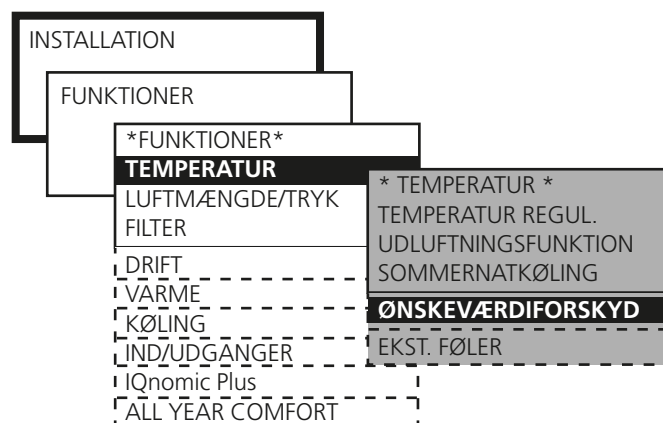 INSTALLATION
FUNKTIONER
*FUNKTIONER*
TEMPERATUR
LUFTMÆNGDE/TRYK
FILTER
DRIFT
VARME
KØLING
IND/UDGANGER
IQnomic Plus
ALL YEAR COMFORT
* TEMPERATUR *
TEMPERATUR REGUL.
UDLUFTNINGSFUNKTION
SOMMERNATKØLING
ØNSKEVÆRDIFORSKYD
EKST. FØLER